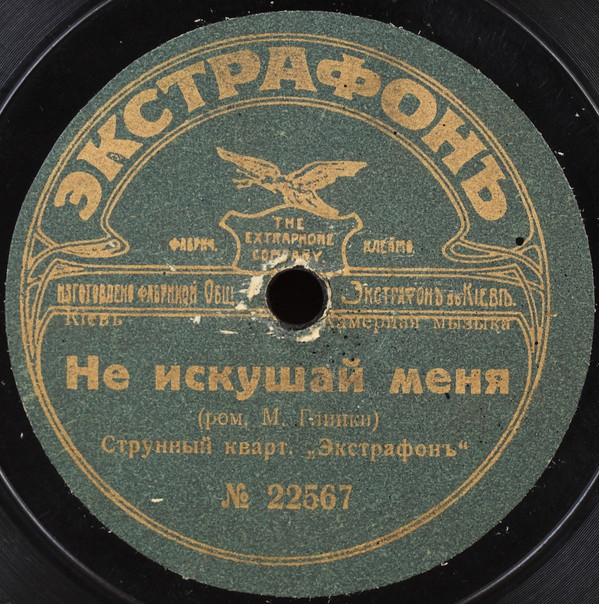 ЭКСТРАФОНЪ
THE
EXTRAPHONE
COMPANY.
ФАБРИЧ. КЛЕЙМО.
ИЗГОТОВЛЕНО ФАБРИКОЙ ОБЩ. ЭКСТРАФОНЪ ВЪ КІЕВѢ.
Кіевъ Камерная мызыка
Не искушай меня
(ром. М. Глинки)
Струнный кварт. „Экстрафонъ“
№ 22567